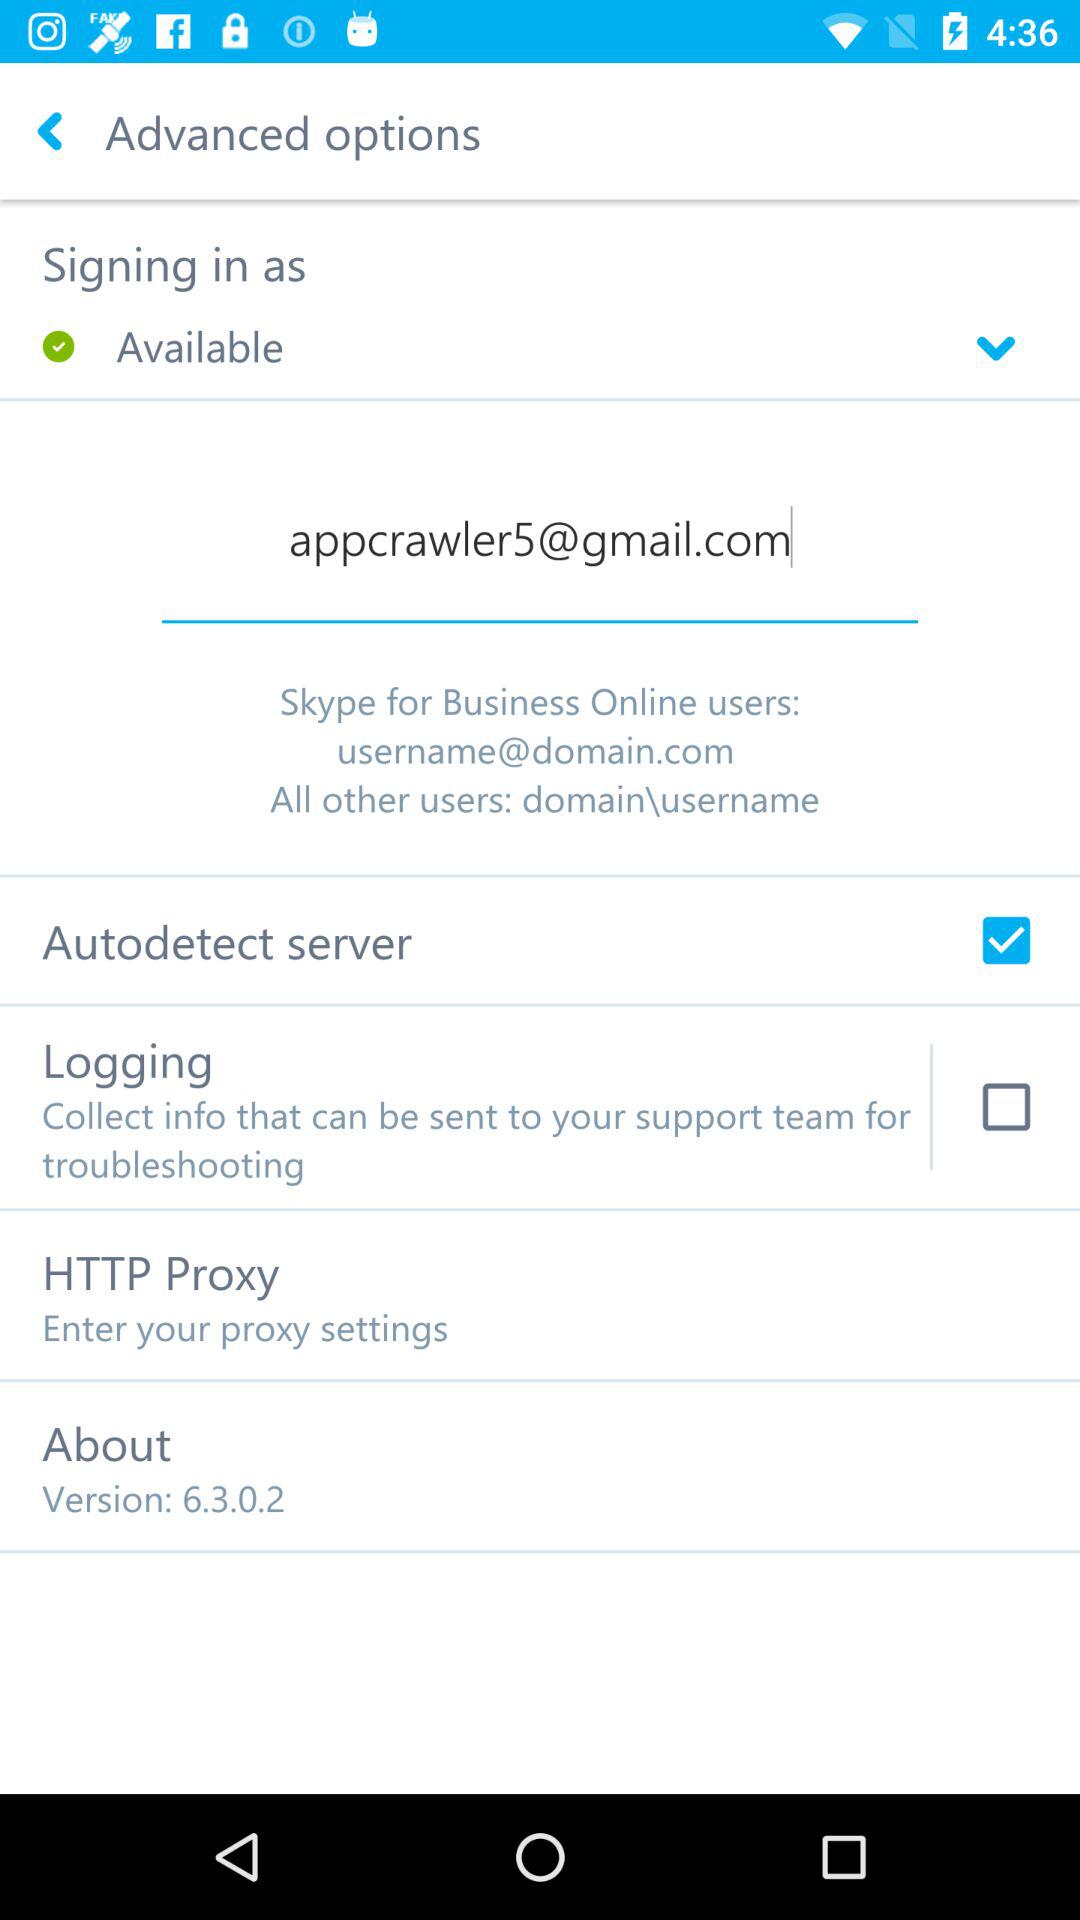 FAKE
4:36
Advanced options
Signing in as
Available
appcrawler5@gmail.com
Skype for Business Online users:
username@domain.com
All other users: domain\username
Autodetect server
Logging
Collect info that can be sent to your support team for
troubleshooting
HTTP Proxy
Enter your proxy settings
About
Version: 6.3.0.2